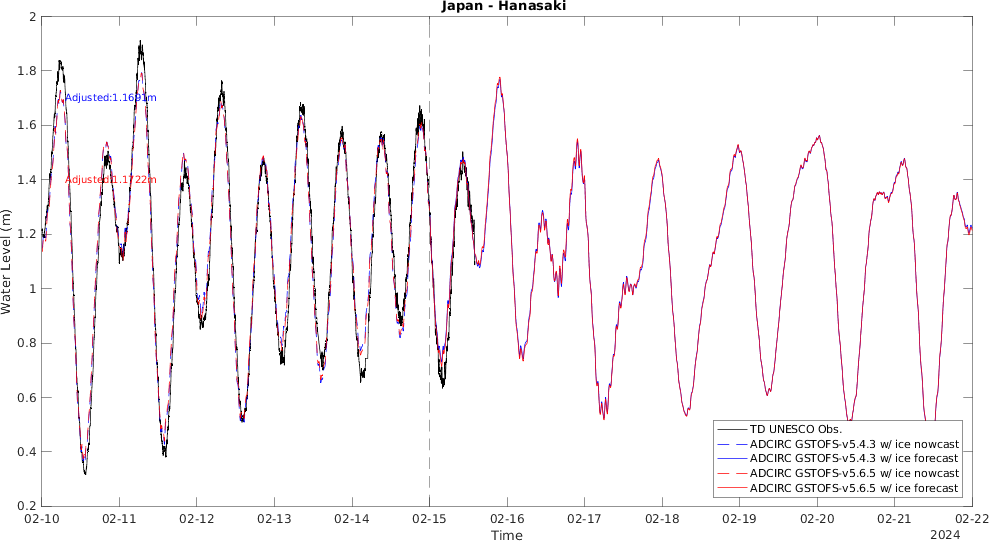 Japan - Hanasaki
2
1.8
1.6
1.4
1.2
1
0.8
0.6
0.4
0.2
Water Level (m)
Adjusted:1.1691m
Adjusted:1.1722m
TD UNESCO Obs.
ADCIRC GSTOFS-v5.4.3 w/ ice nowcast
ADCIRC GSTOFS-v5.4.3 w/ ice forecast
ADCIRC GSTOFS-v5.6.5 w/ ice nowcast
ADCIRC GSTOFS-v5.6.5 w/ ice forecast
02-10 02-11 02-12 02-13 02-14 02-15 02-16 02-17 02-18 02-19 02-20 02-21 02-22
Time
2024